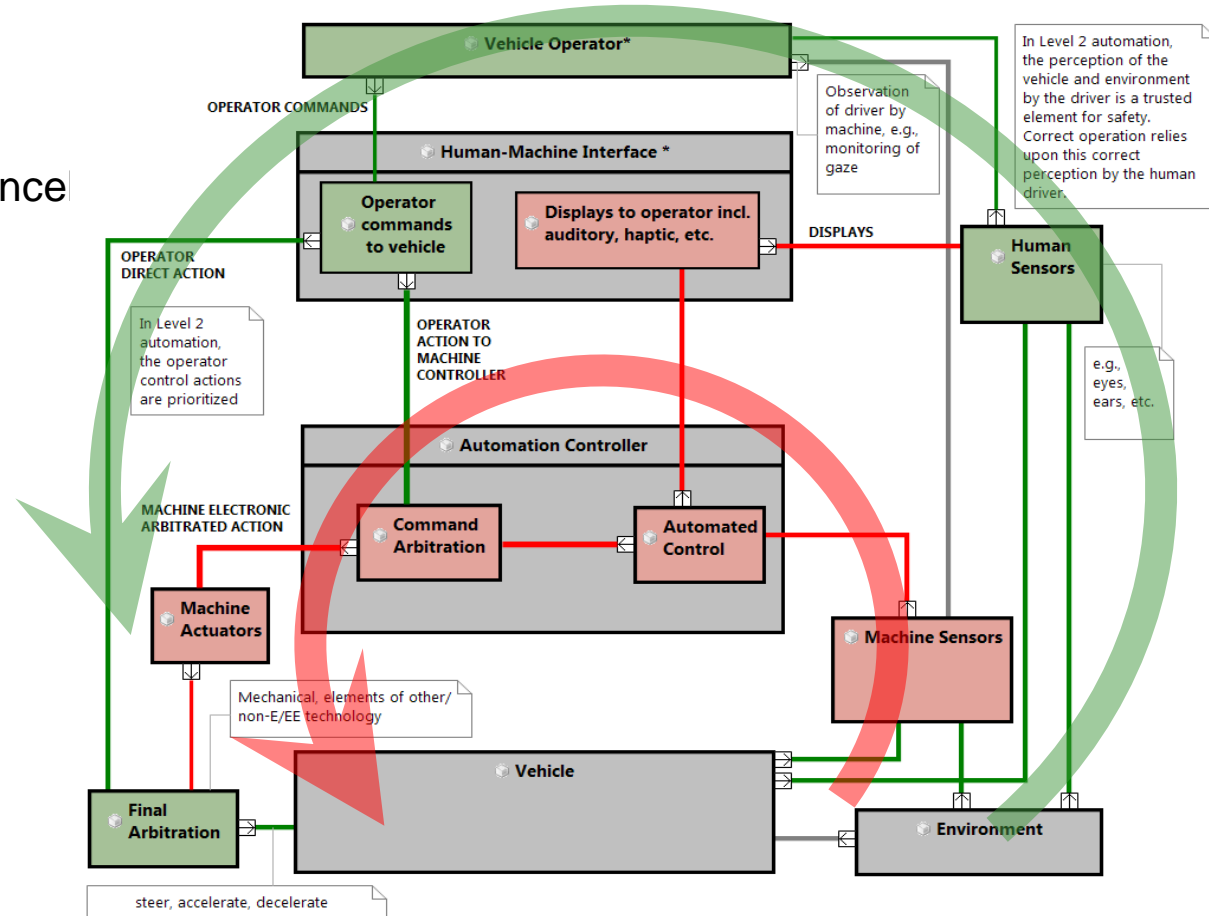 Vehicle Operator*
In Level 2 automation,
the perception of the
vehicle and environment
by the driver is a trusted
element for safety.
Correct operation relies
upon this correct
perception by the human
driver.
OPERATOR COMMANDS
Observation
of driver by
machine, e.g.,
monitoring of
gaze
nce
Human-Machine Interface *
Operator
commands
to vehicle
Displays to operator incl.
auditory, haptic, etc.
DISPLAYS
Human
Sensors
OPERATOR
DIRECT ACTION
In Level 2
automation,
the operator
control actions
are prioritized
OPERATOR
ACTION TO
MACHINE
CONTROLLER
e.g.,
eyes,
ears, etc.
Automation Controller
MACHINE ELECTRONIC
ARBITRATED ACTION
Command
Arbitration
Automated
Control
Machine
Actuators
Machine Sensors
Mechanical, elements of other/
non-E/EE technology
Vehicle
Final
Arbitration
Environment
steer, accelerate, decelerate